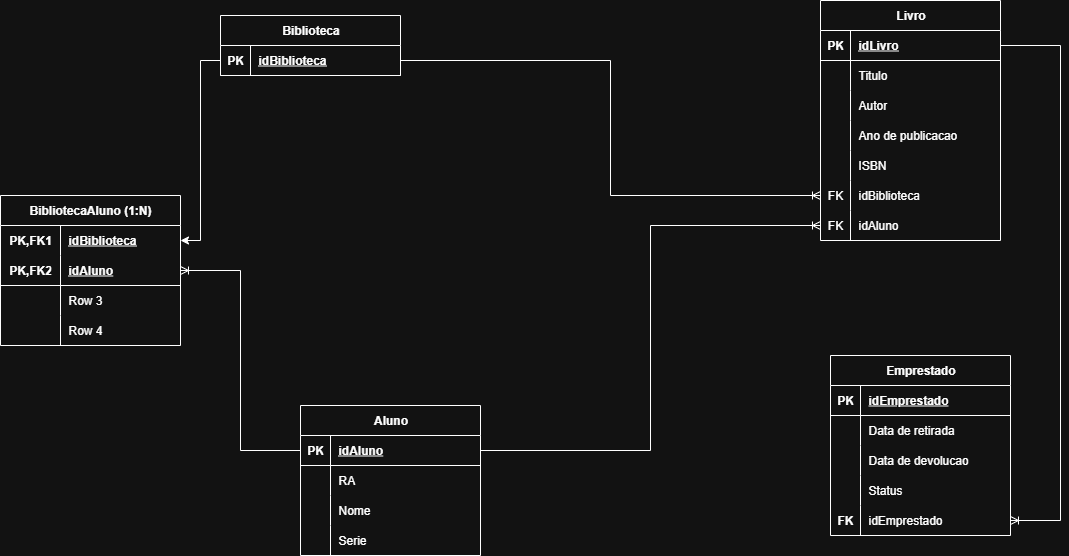 Biblioteca
PK idBiblioteca
Livro
PK idLivro
Titulo
Autor
Ano de publicacao
ISBN
FK idBiblioteca
FK idAluno
BibliotecaAluno (1:N)
PK,FK1 idBiblioteca
PK,FK2 idAluno
Row 3
Row 4
Aluno
PK idAluno
RA
Nome
Serie
Emprestado
PK idEmprestado
Data de retirada
Data de devolucao
Status
FK idEmprestado